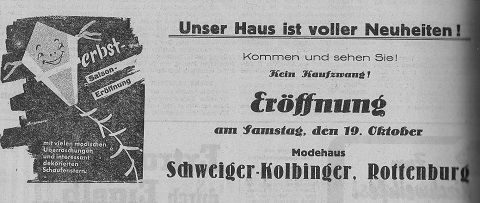 erbst-
Saison-
Eröffnung
mit vielen modischen
Überraschungen
und interessant
dekorierten
Schaufenstern.
Unser Haus ist voller Neuheiten!
Kommen und sehen Sie!
Kein Kaufzwang!
Eröffnung
am Samstag, den 19. Oktober
Modehaus
Schweiger-Kolbinger, Rottenburg